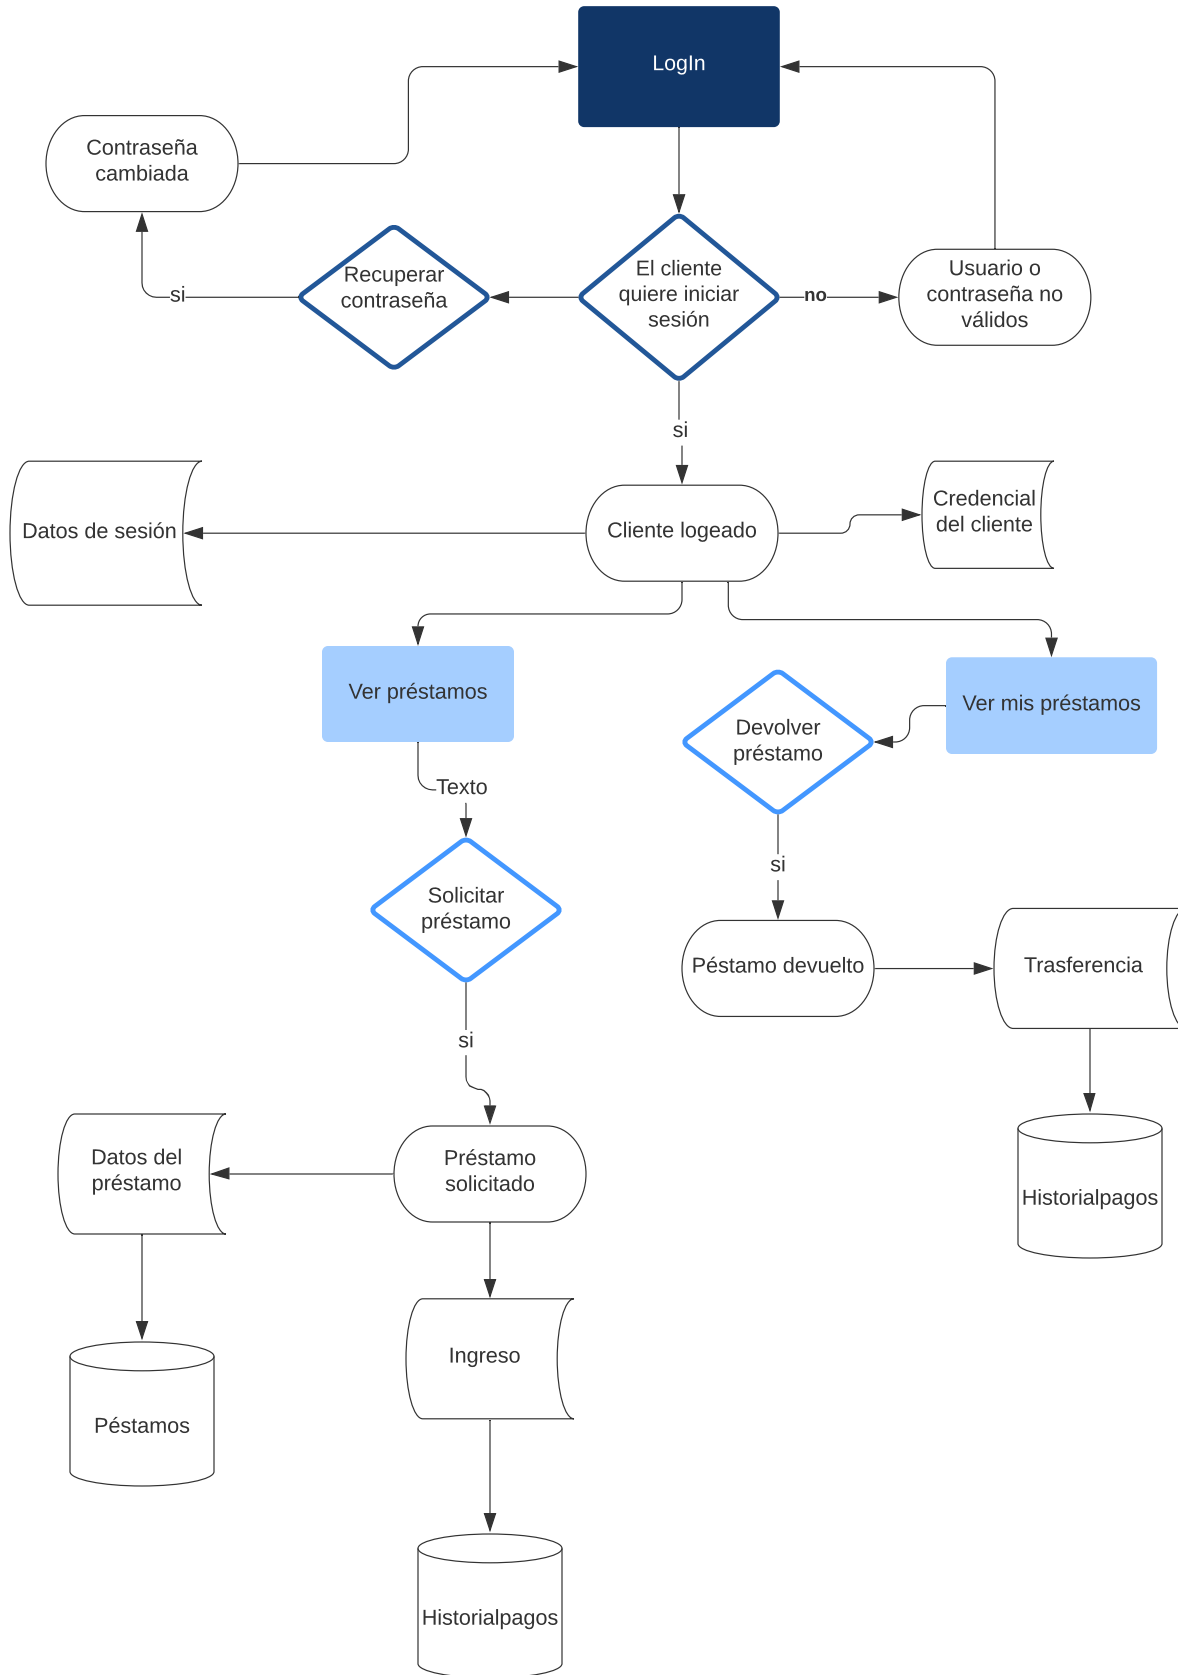 LogIn
Contraseña
cambiada
Recuperar
contraseña
si
El cliente
quiere iniciar
sesión
no
Usuario o
contraseña no
válidos
si
Datos de sesión
Cliente logeado
Credencial
del cliente
Ver préstamos
Ver mis préstamos
Devolver
préstamo
Texto
si
Solicitar
préstamo
Péstamo devuelto
Trasferencia
si
Préstamo
solicitado
Datos del
préstamo
Historialpagos
Ingreso
Péstamos
Historialpagos